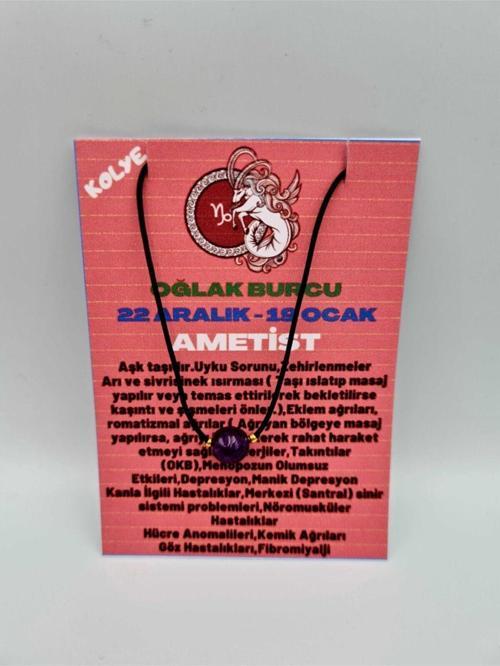 KOLYE
OĞLAK BURCU
22 ARALIK - 19 OCAK
AMETİST
Aşk taşıdır.Uyku Sorunu,Zehirlenmeler
Arı ve sivrisinek ısırması ( Taşı ıslatıp masaj
yapılır veya temas ettirilerek bekletilirse
kaşıntı ve şişmeleri önler.),Eklem ağrıları,
romatizmal ağrılar ( Ağrıyan bölgeye masaj
yapılırsa, rahat haraket
etmeyi Takıntılar
(OKB),Menopozun Olumsuz
Etkileri,Depresyon,Manik Depresyon
Kanla İlgili Hastalıklar,Merkezi (Santral) sinir
sistemi problemleri,Nöromusküler
Hastalıklar
Hücre Anomalileri,Kemik Ağrıları
Göz Hastalıkları,Fibromiyalji